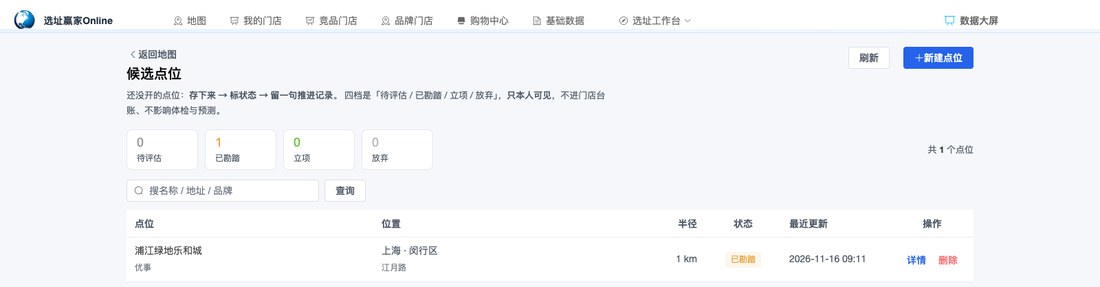 选址赢家Online 地图 我的门店 竞品门店 品牌门店 购物中心 基础数据 选址工作台 数据大屏
返回地图
候选点位
刷新 ＋新建点位
还没开的点位：存下来 → 标状态 → 留一句推进记录。四档是「待评估 / 已勘踏 / 立项 / 放弃」，只本人可见，不进门店台
账、不影响体检与预测。
0 1 0 0
待评估 已勘踏 立项 放弃
共 1 个点位
搜名称 / 地址 / 品牌 查询
点位 位置 半径 状态 最近更新 操作
浦江绿地乐和城 上海 · 闵行区 1 km 已勘踏 2026-11-16 09:11 详情 删除
优事 江月路